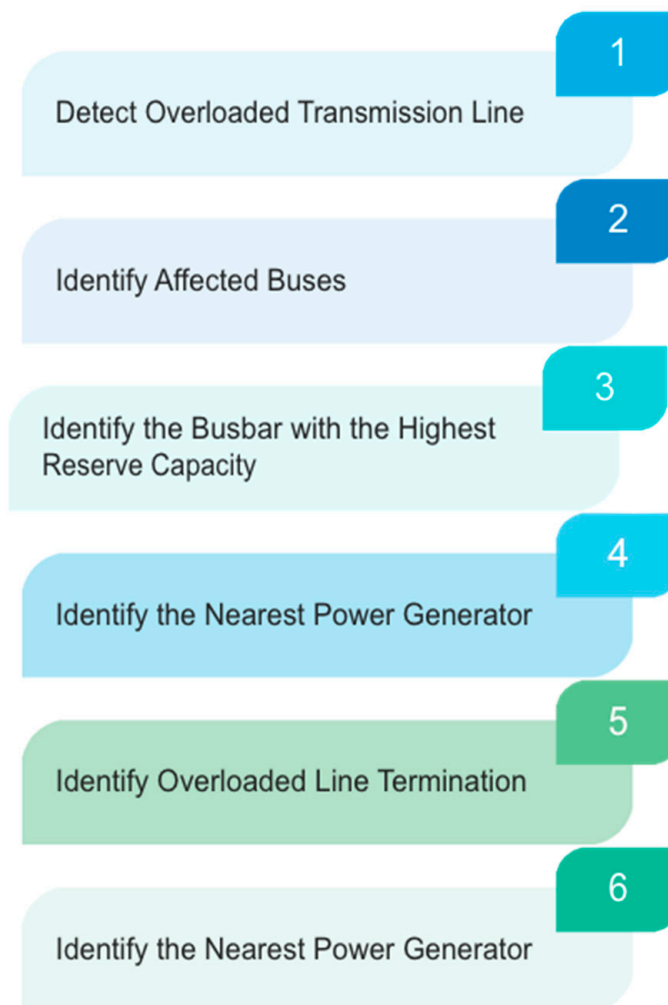 1
Detect Overloaded Transmission Line
2
Identify Affected Buses
3
Identify the Busbar with the Highest
Reserve Capacity
4
Identify the Nearest Power Generator
5
Identify Overloaded Line Termination
6
Identify the Nearest Power Generator